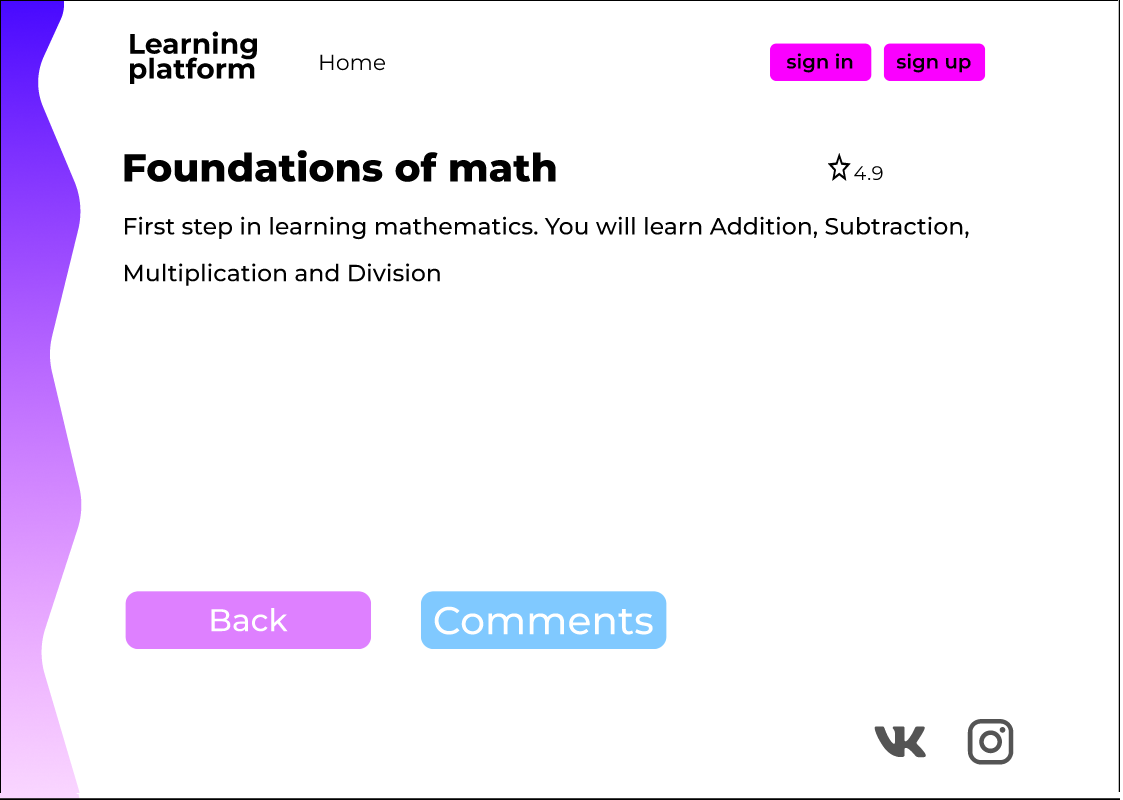 Learning
platform
Home
sign in
sign up
Foundations of math
4.9
First step in learning mathematics. You will learn Addition, Subtraction,
Multiplication and Division
Back
Comments